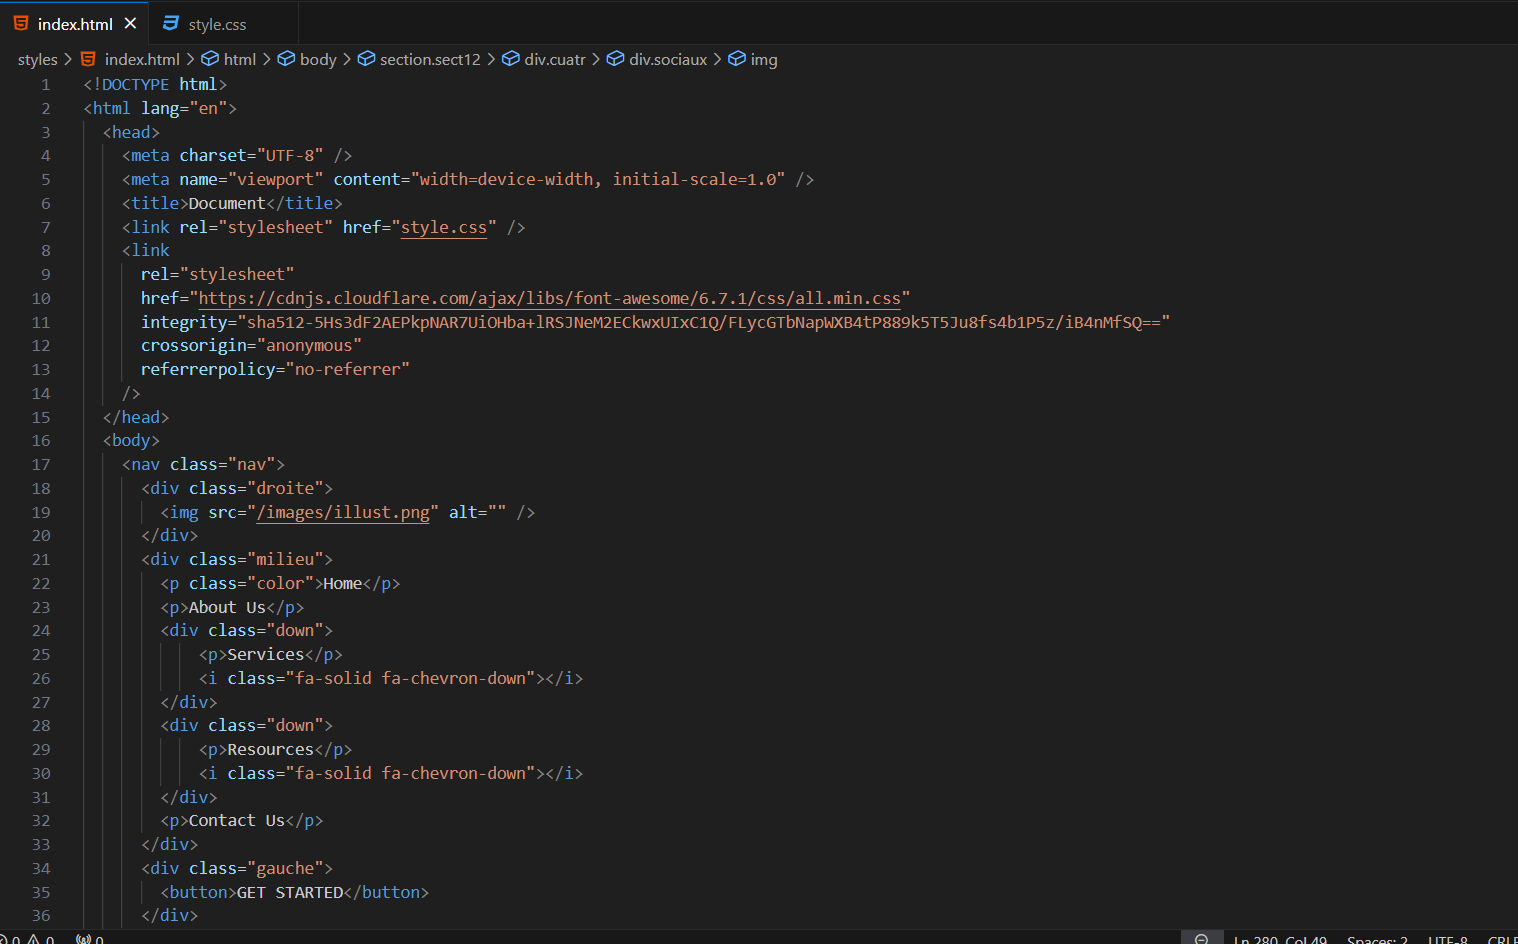 index.html
style.css
styles > index.html > html > body > section.sect12 > div.cuatr > div.sociaux > img
1 <!DOCTYPE html>
2 <html lang="en">
3 <head>
4 <meta charset="UTF-8" />
5 <meta name="viewport" content="width=device-width, initial-scale=1.0" />
6 <title>Document</title>
7 <link rel="stylesheet" href="style.css" />
8 <link
9 rel="stylesheet"
10 href="https://cdnjs.cloudflare.com/ajax/libs/font-awesome/6.7.1/css/all.min.css"
11 integrity="sha512-5Hs3dF2AEPkpNAR7UiOHba+lRSJNeM2ECkwxUIxC1Q/FLycGTbNapWXB4tP889k5T5Ju8fs4b1P5z/iB4nMfSQ=="
12 crossorigin="anonymous"
13 referrerpolicy="no-referrer"
14 />
15 </head>
16 <body>
17 <nav class="nav">
18 <div class="droite">
19 <img src="/images/illust.png" alt="" />
20 </div>
21 <div class="milieu">
22 <p class="color">Home</p>
23 <p>About Us</p>
24 <div class="down">
25 <p>Services</p>
26 <i class="fa-solid fa-chevron-down"></i>
27 </div>
28 <div class="down">
29 <p>Resources</p>
30 <i class="fa-solid fa-chevron-down"></i>
31 </div>
32 <p>Contact Us</p>
33 </div>
34 <div class="gauche">
35 <button>GET STARTED</button>
36 </div>
0 0 0 Ln 280, Col 49 Spaces: 2 UTF-8 CRLF